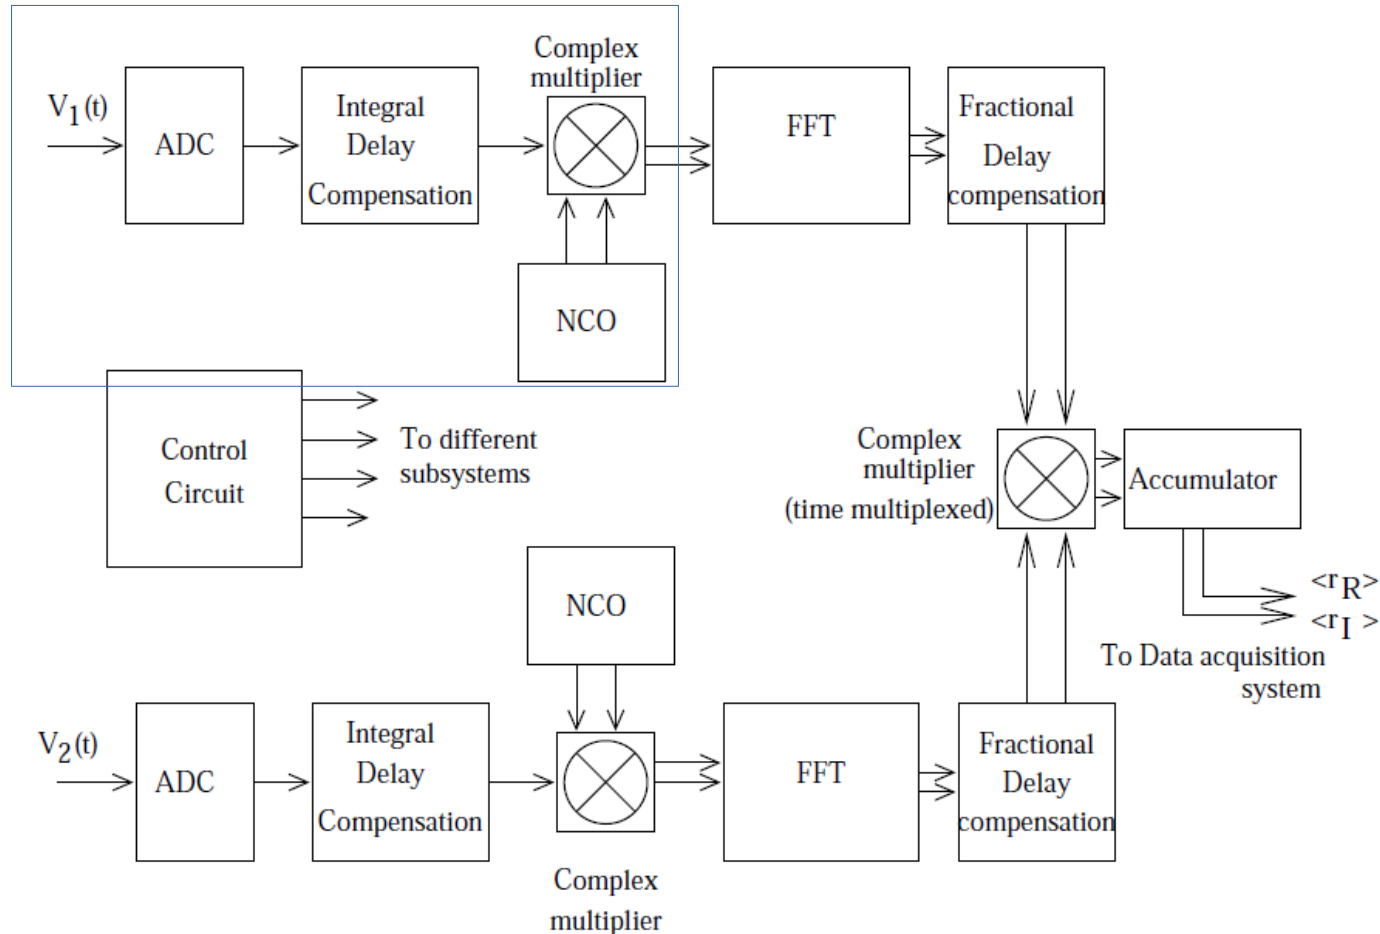 Complex
multiplier
V1(t)
ADC
Integral
Delay
Compensation
FFT
Fractional
Delay
compensation
NCO
Control
Circuit
To different
subsystems
Complex
multiplier
(time multiplexed)
Accumulator
<rR>
<rI >
To Data acquisition
system
NCO
V2(t)
ADC
Integral
Delay
Compensation
FFT
Fractional
Delay
compensation
Complex
multiplier